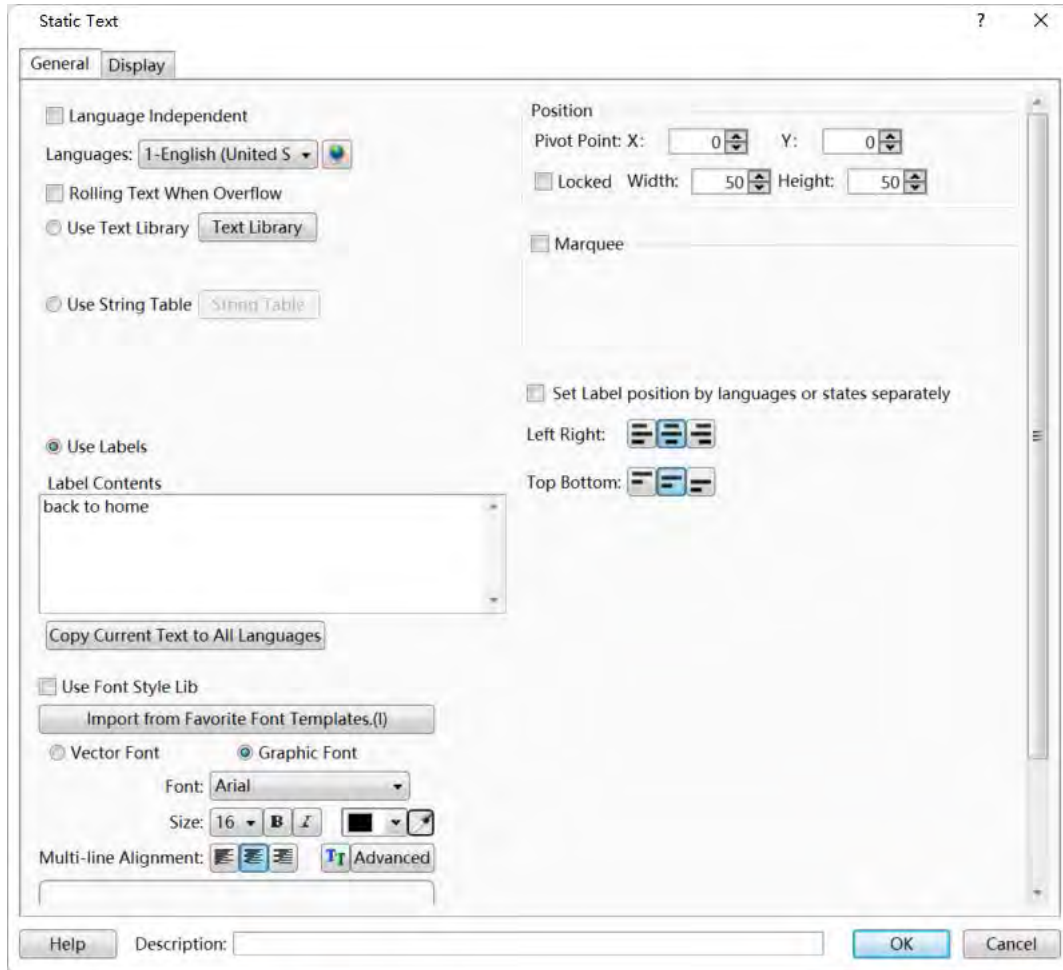 Static Text
?
General
Display
Language Independent
Languages: 1-English (United S
Rolling Text When Overflow
Use Text Library
Text Library
Use String Table
String Table
Use Labels
Label Contents
back to home
Copy Current Text to All Languages
Use Font Style Lib
Import from Favorite Font Templates.(I)
Vector Font
Graphic Font
Font: Arial
Size: 16 B I
Multi-line Alignment:
TT Advanced
Position
Pivot Point: X: 0 Y: 0
Locked Width: 50 Height: 50
Marquee
Set Label position by languages or states separately
Left Right:
Top Bottom:
Help
Description:
OK
Cancel